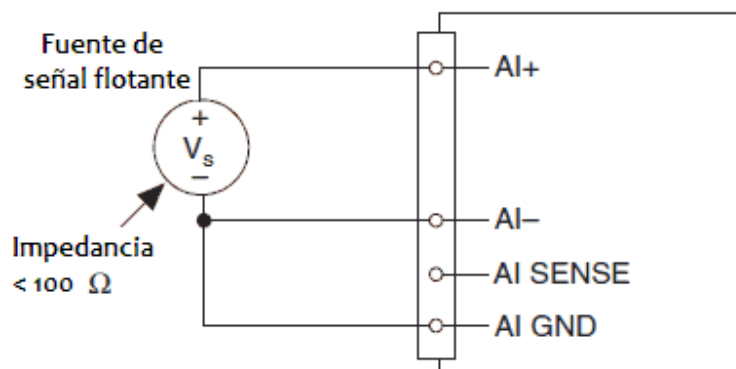 Fuente de
señal flotante
+
Vs
–
Impedancia
< 100 Ω
AI+
AI–
AI SENSE
AI GND